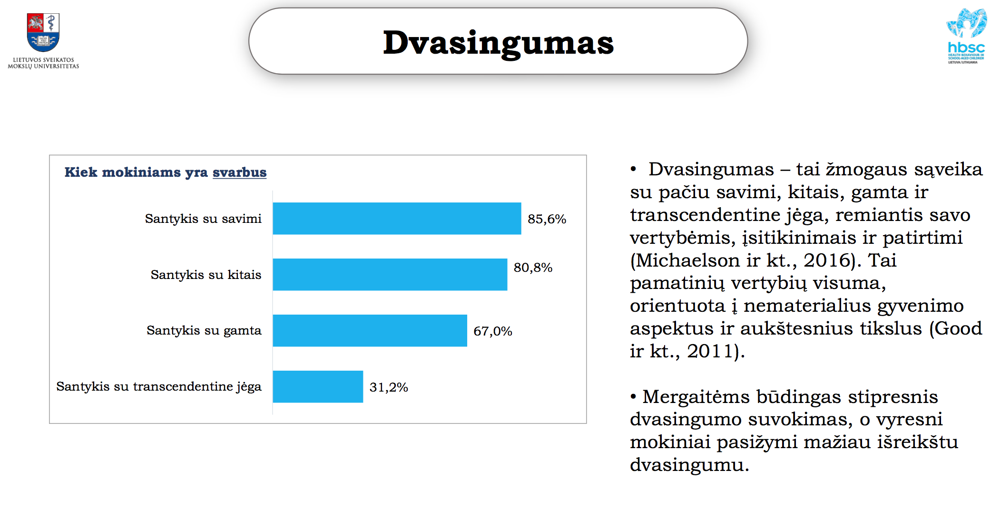 LIETUVOS SVEIKATOS
MOKSLŲ UNIVERSITETAS
Dvasingumas
hbsc
HEALTH BEHAVIOUR IN
SCHOOL-AGED CHILDREN
LIETUVA/LITHUANIA
Kiek mokiniams yra svarbus
Santykis su savimi 85,6%
Santykis su kitais 80,8%
Santykis su gamta 67,0%
Santykis su transcendentine jėga 31,2%
• Dvasingumas – tai žmogaus sąveika
su pačiu savimi, kitais, gamta ir
transcendentine jėga, remiantis savo
vertybėmis, įsitikinimais ir patirtimi
(Michaelson ir kt., 2016). Tai
pamatinių vertybių visuma,
orientuota į nematerialius gyvenimo
aspektus ir aukštesnius tikslus (Good
ir kt., 2011).
• Mergaitėms būdingas stipresnis
dvasingumo suvokimas, o vyresni
mokiniai pasižymi mažiau išreikštu
dvasingumu.